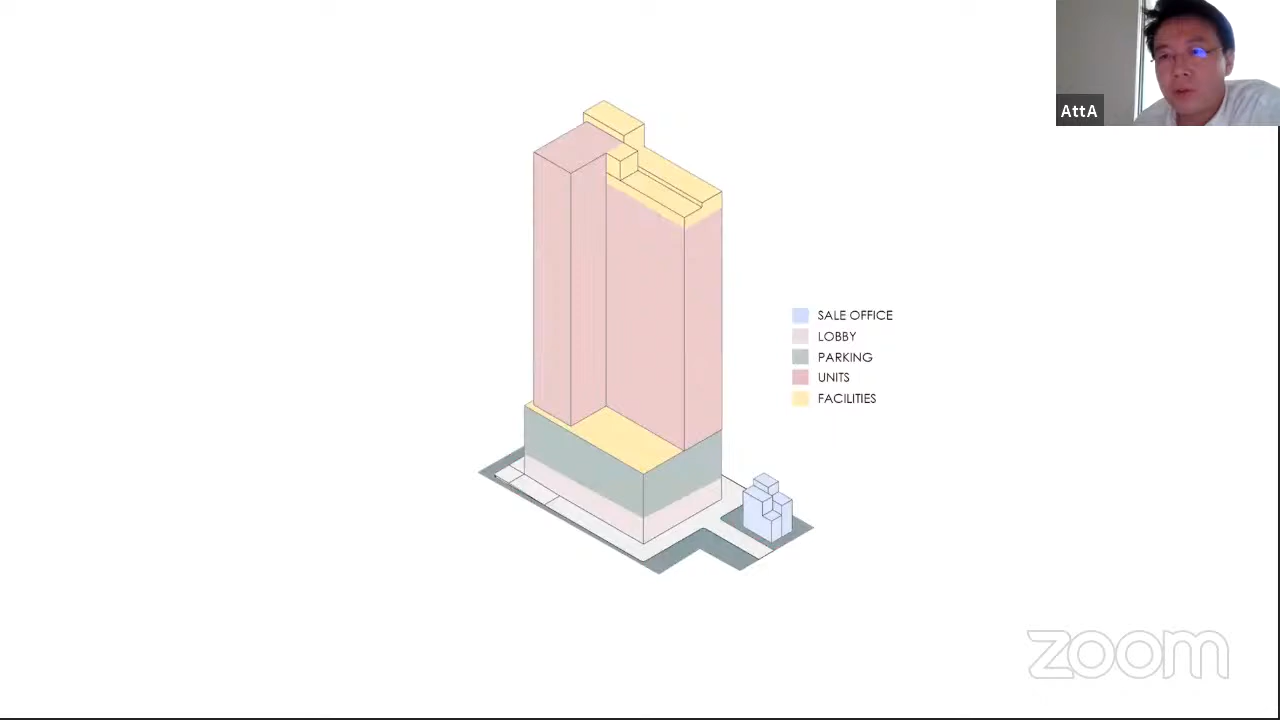 AttA
SALE OFFICE
LOBBY
PARKING
UNITS
FACILITIES
zoom